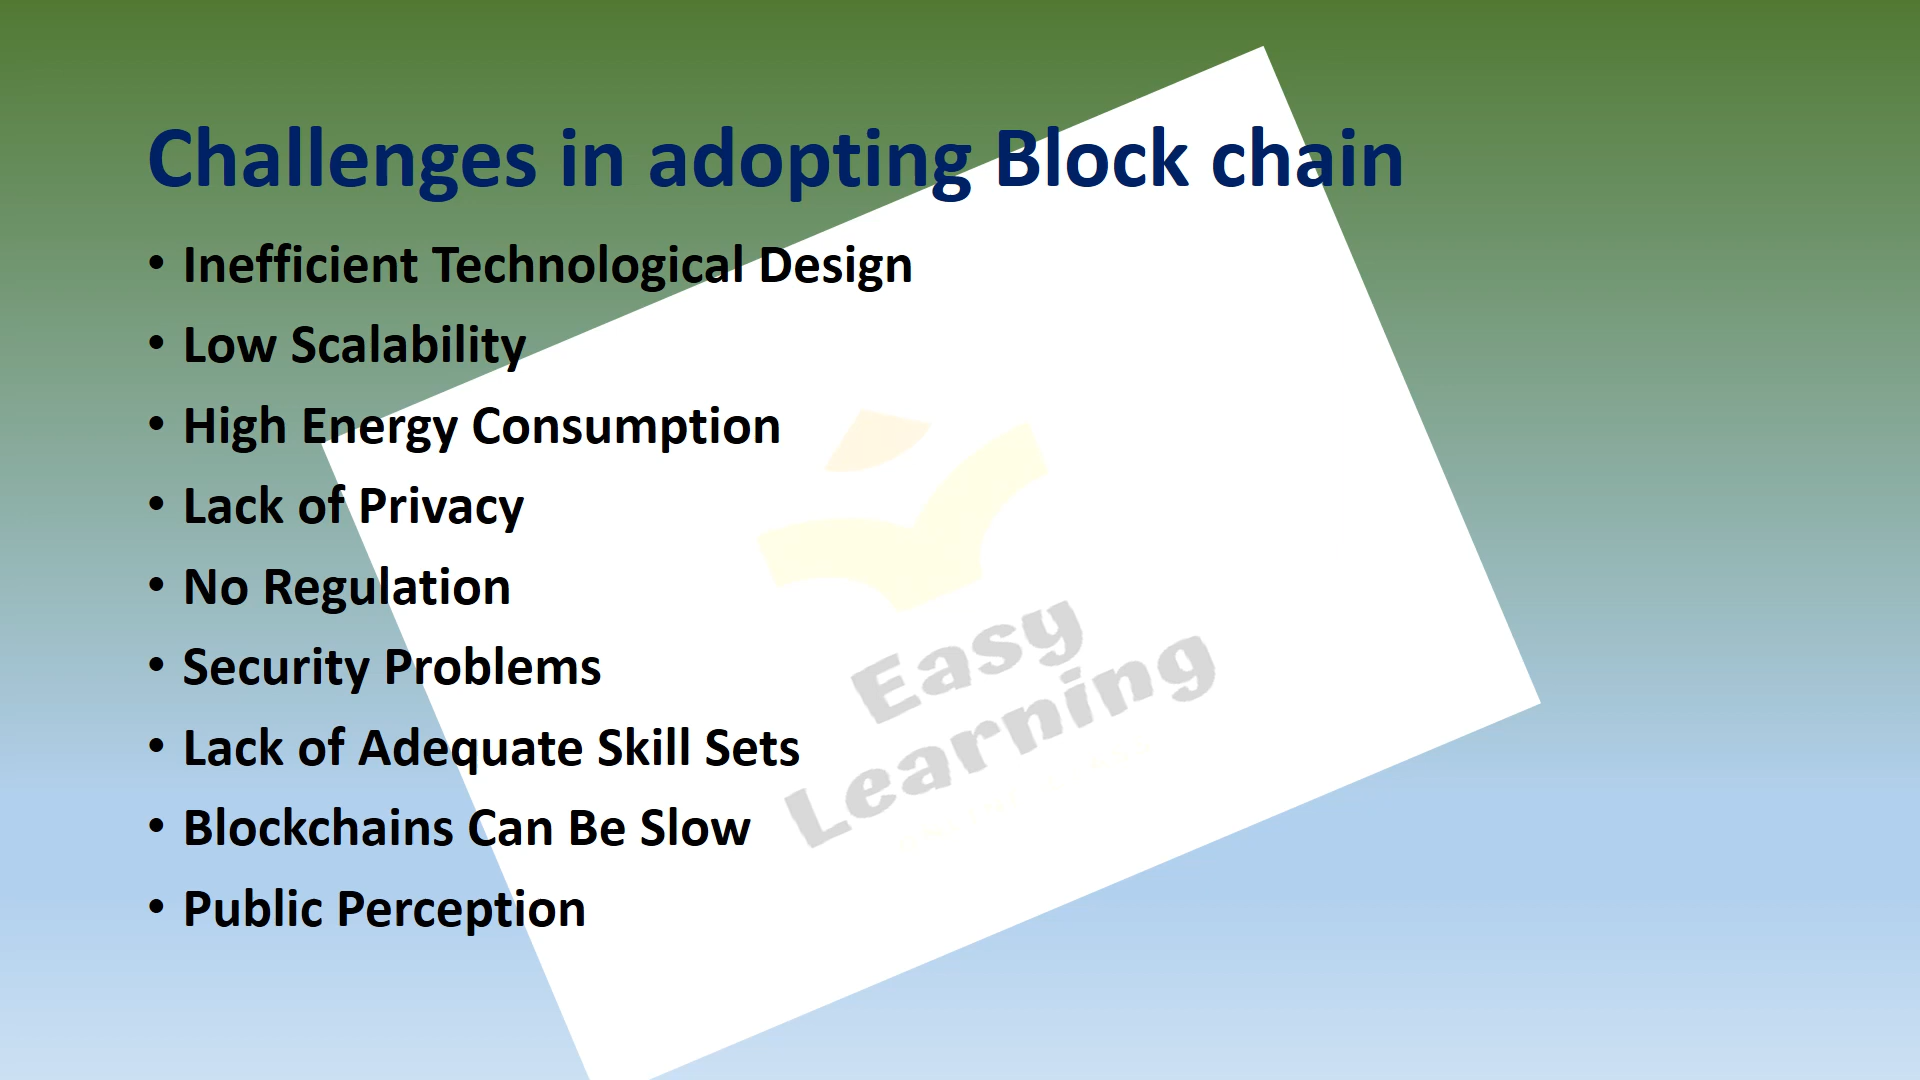 Challenges in adopting Block chain
• Inefficient Technological Design
• Low Scalability
• High Energy Consumption
• Lack of Privacy
• No Regulation
• Security Problems
• Lack of Adequate Skill Sets
• Blockchains Can Be Slow
• Public Perception
Easy
Learning